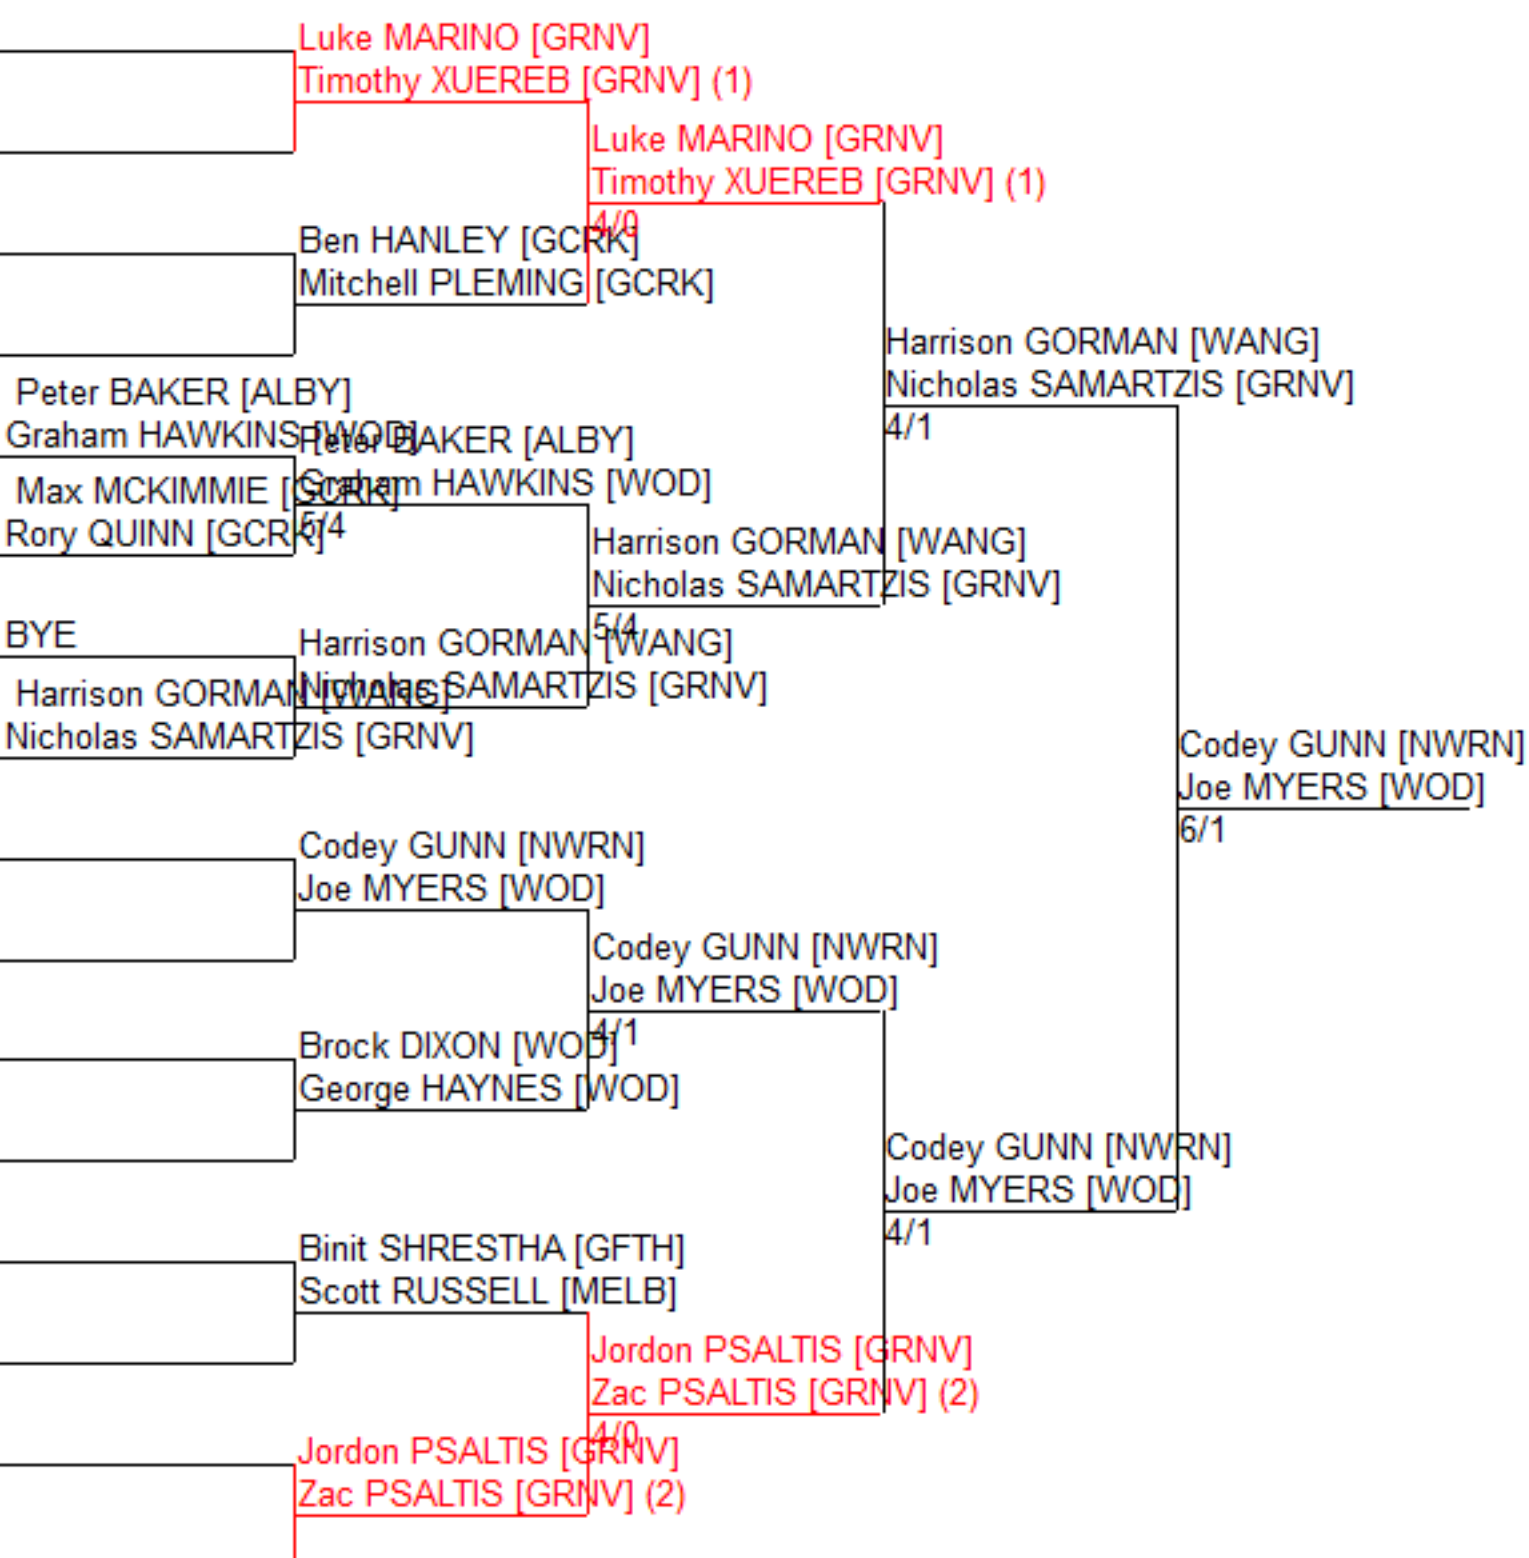 Luke MARINO [GRNV]
Timothy XUEREB [GRNV] (1)
Luke MARINO [GRNV]
Timothy XUEREB [GRNV] (1)
4/0
Ben HANLEY [GCRK]
Mitchell PLEMING [GCRK]
Harrison GORMAN [WANG]
Nicholas SAMARTZIS [GRNV]
4/1
Peter BAKER [ALBY]
Graham HAWKINS [WOD]
Peter BAKER [ALBY]
Graham HAWKINS [WOD]
5/4
Max MCKIMMIE [GCRK]
Rory QUINN [GCRK]
Harrison GORMAN [WANG]
Nicholas SAMARTZIS [GRNV]
5/4
BYE
Harrison GORMAN [WANG]
Nicholas SAMARTZIS [GRNV]
Harrison GORMAN [WANG]
Nicholas SAMARTZIS [GRNV]
Codey GUNN [NWRN]
Joe MYERS [WOD]
6/1
Codey GUNN [NWRN]
Joe MYERS [WOD]
Codey GUNN [NWRN]
Joe MYERS [WOD]
4/1
Brock DIXON [WOD]
George HAYNES [WOD]
Codey GUNN [NWRN]
Joe MYERS [WOD]
4/1
Binit SHRESTHA [GFTH]
Scott RUSSELL [MELB]
Jordon PSALTIS [GRNV]
Zac PSALTIS [GRNV] (2)
4/0
Jordon PSALTIS [GRNV]
Zac PSALTIS [GRNV] (2)